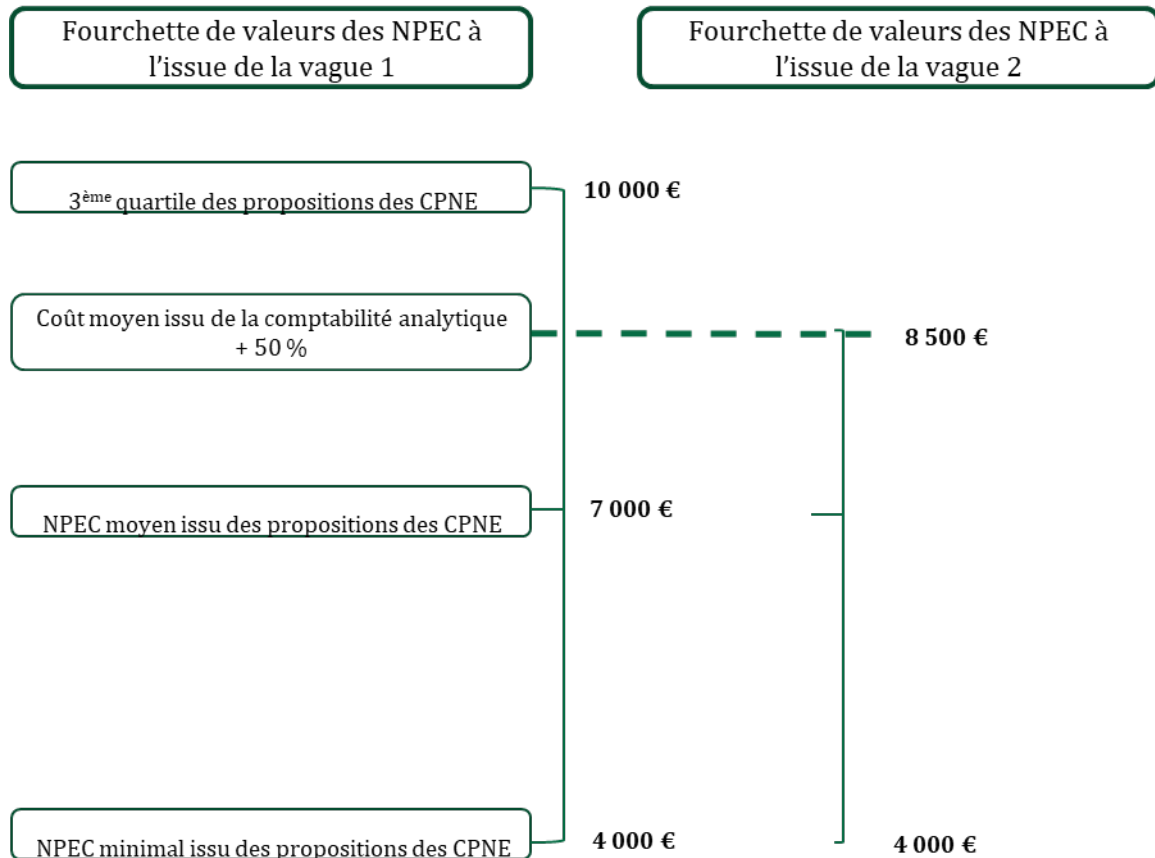 Fourchette de valeurs des NPEC à
l'issue de la vague 1
Fourchette de valeurs des NPEC à
l'issue de la vague 2
3ème quartile des propositions des CPNE
10 000 €
Coût moyen issu de la comptabilité analytique
+ 50 %
8 500 €
NPEC moyen issu des propositions des CPNE
7 000 €
NPEC minimal issu des propositions des CPNE
4 000 €
4 000 €